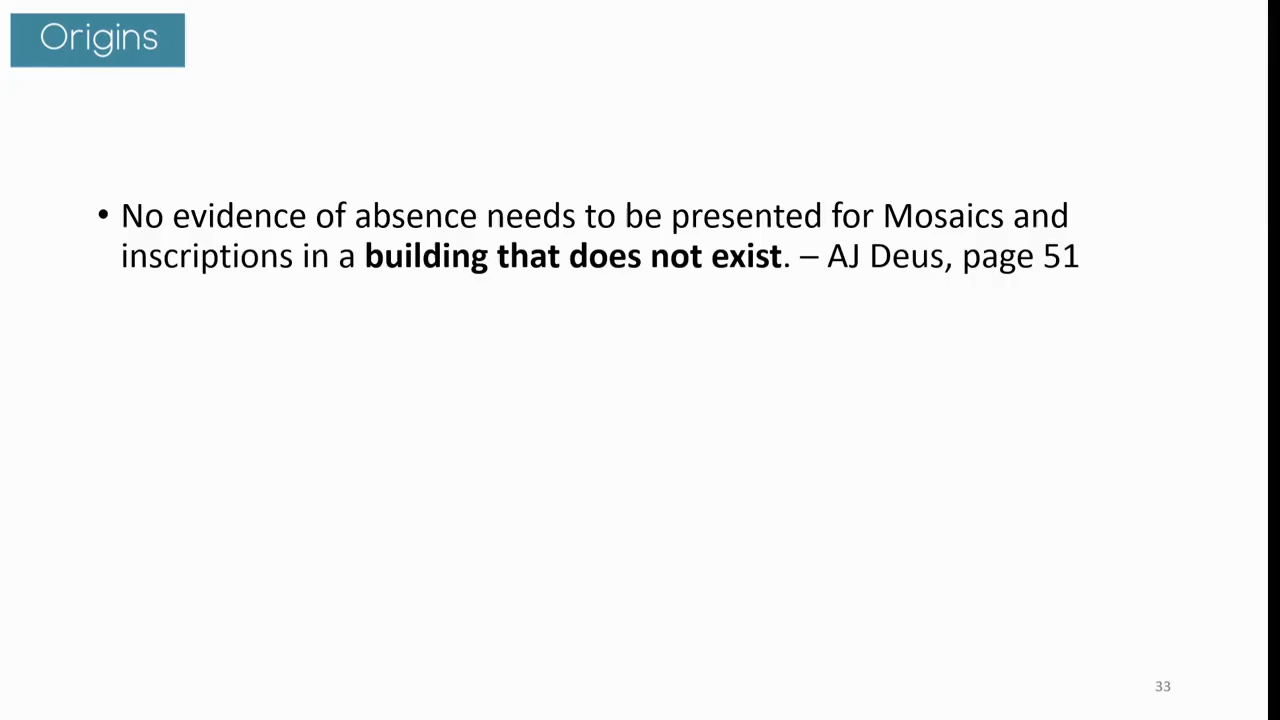 Origins
• No evidence of absence needs to be presented for Mosaics and
inscriptions in a building that does not exist. – AJ Deus, page 51
33